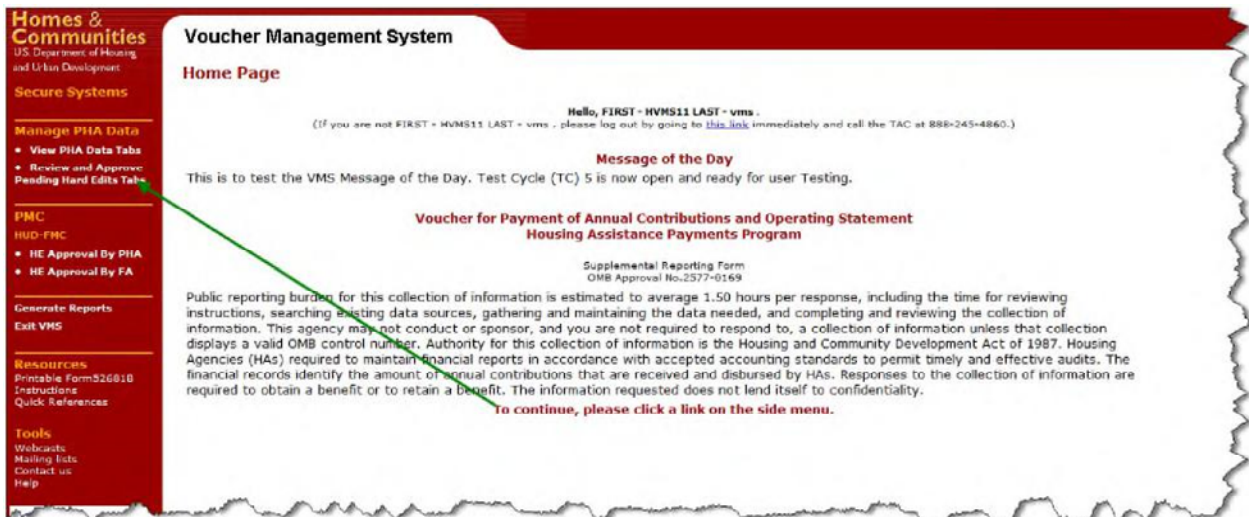 Homes &
Communities
U.S. Department of Housing
and Urban Development
Secure Systems
Manage PHA Data
• View PHA Data Tabs
• Review and Approve
Pending Hard Edits Tabs
PMC
HUD-FMC
• HE Approval By PHA
• HE Approval By FA
Generate Reports
Exit VMS
Resources
Printable Form52681B
Instructions
Quick References
Tools
Webcasts
Mailing lists
Contact us
Help
Voucher Management System
Home Page
Hello, FIRST - HVMS11 LAST - vms .
(If you are not FIRST - HVMS11 LAST - vms , please log out by going to this link immediately and call the TAC at 888-245-4860.)
Message of the Day
This is to test the VMS Message of the Day. Test Cycle (TC) 5 is now open and ready for user Testing.
Voucher for Payment of Annual Contributions and Operating Statement
Housing Assistance Payments Program
Supplemental Reporting Form
OMB Approval No.2577-0169
Public reporting burden for this collection of information is estimated to average 1.50 hours per response, including the time for reviewing
instructions, searching existing data sources, gathering and maintaining the data needed, and completing and reviewing the collection of
information. This agency may not conduct or sponsor, and you are not required to respond to, a collection of information unless that collection
displays a valid OMB control number. Authority for this collection of information is the Housing and Community Development Act of 1987. Housing
Agencies (HAs) required to maintain financial reports in accordance with accepted accounting standards to permit timely and effective audits. The
financial records identify the amount of annual contributions that are received and disbursed by HAs. Responses to the collection of information are
required to obtain a benefit or to retain a benefit. The information requested does not lend itself to confidentiality.
To continue, please click a link on the side menu.